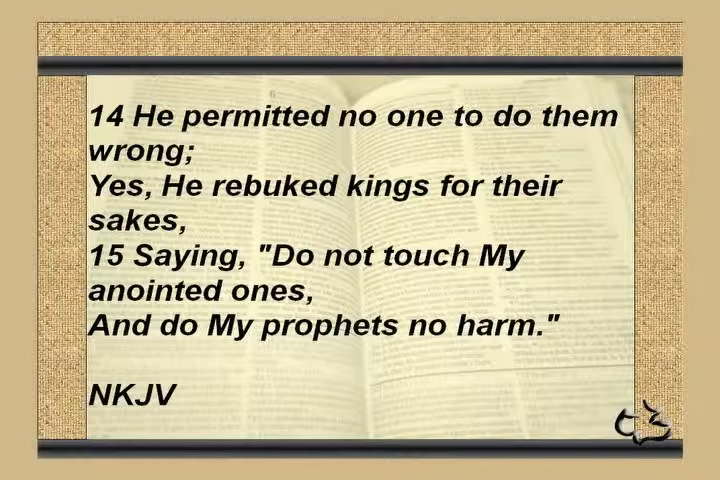 14 He permitted no one to do them
wrong;
Yes, He rebuked kings for their
sakes,
15 Saying, "Do not touch My
anointed ones,
And do My prophets no harm."
NKJV